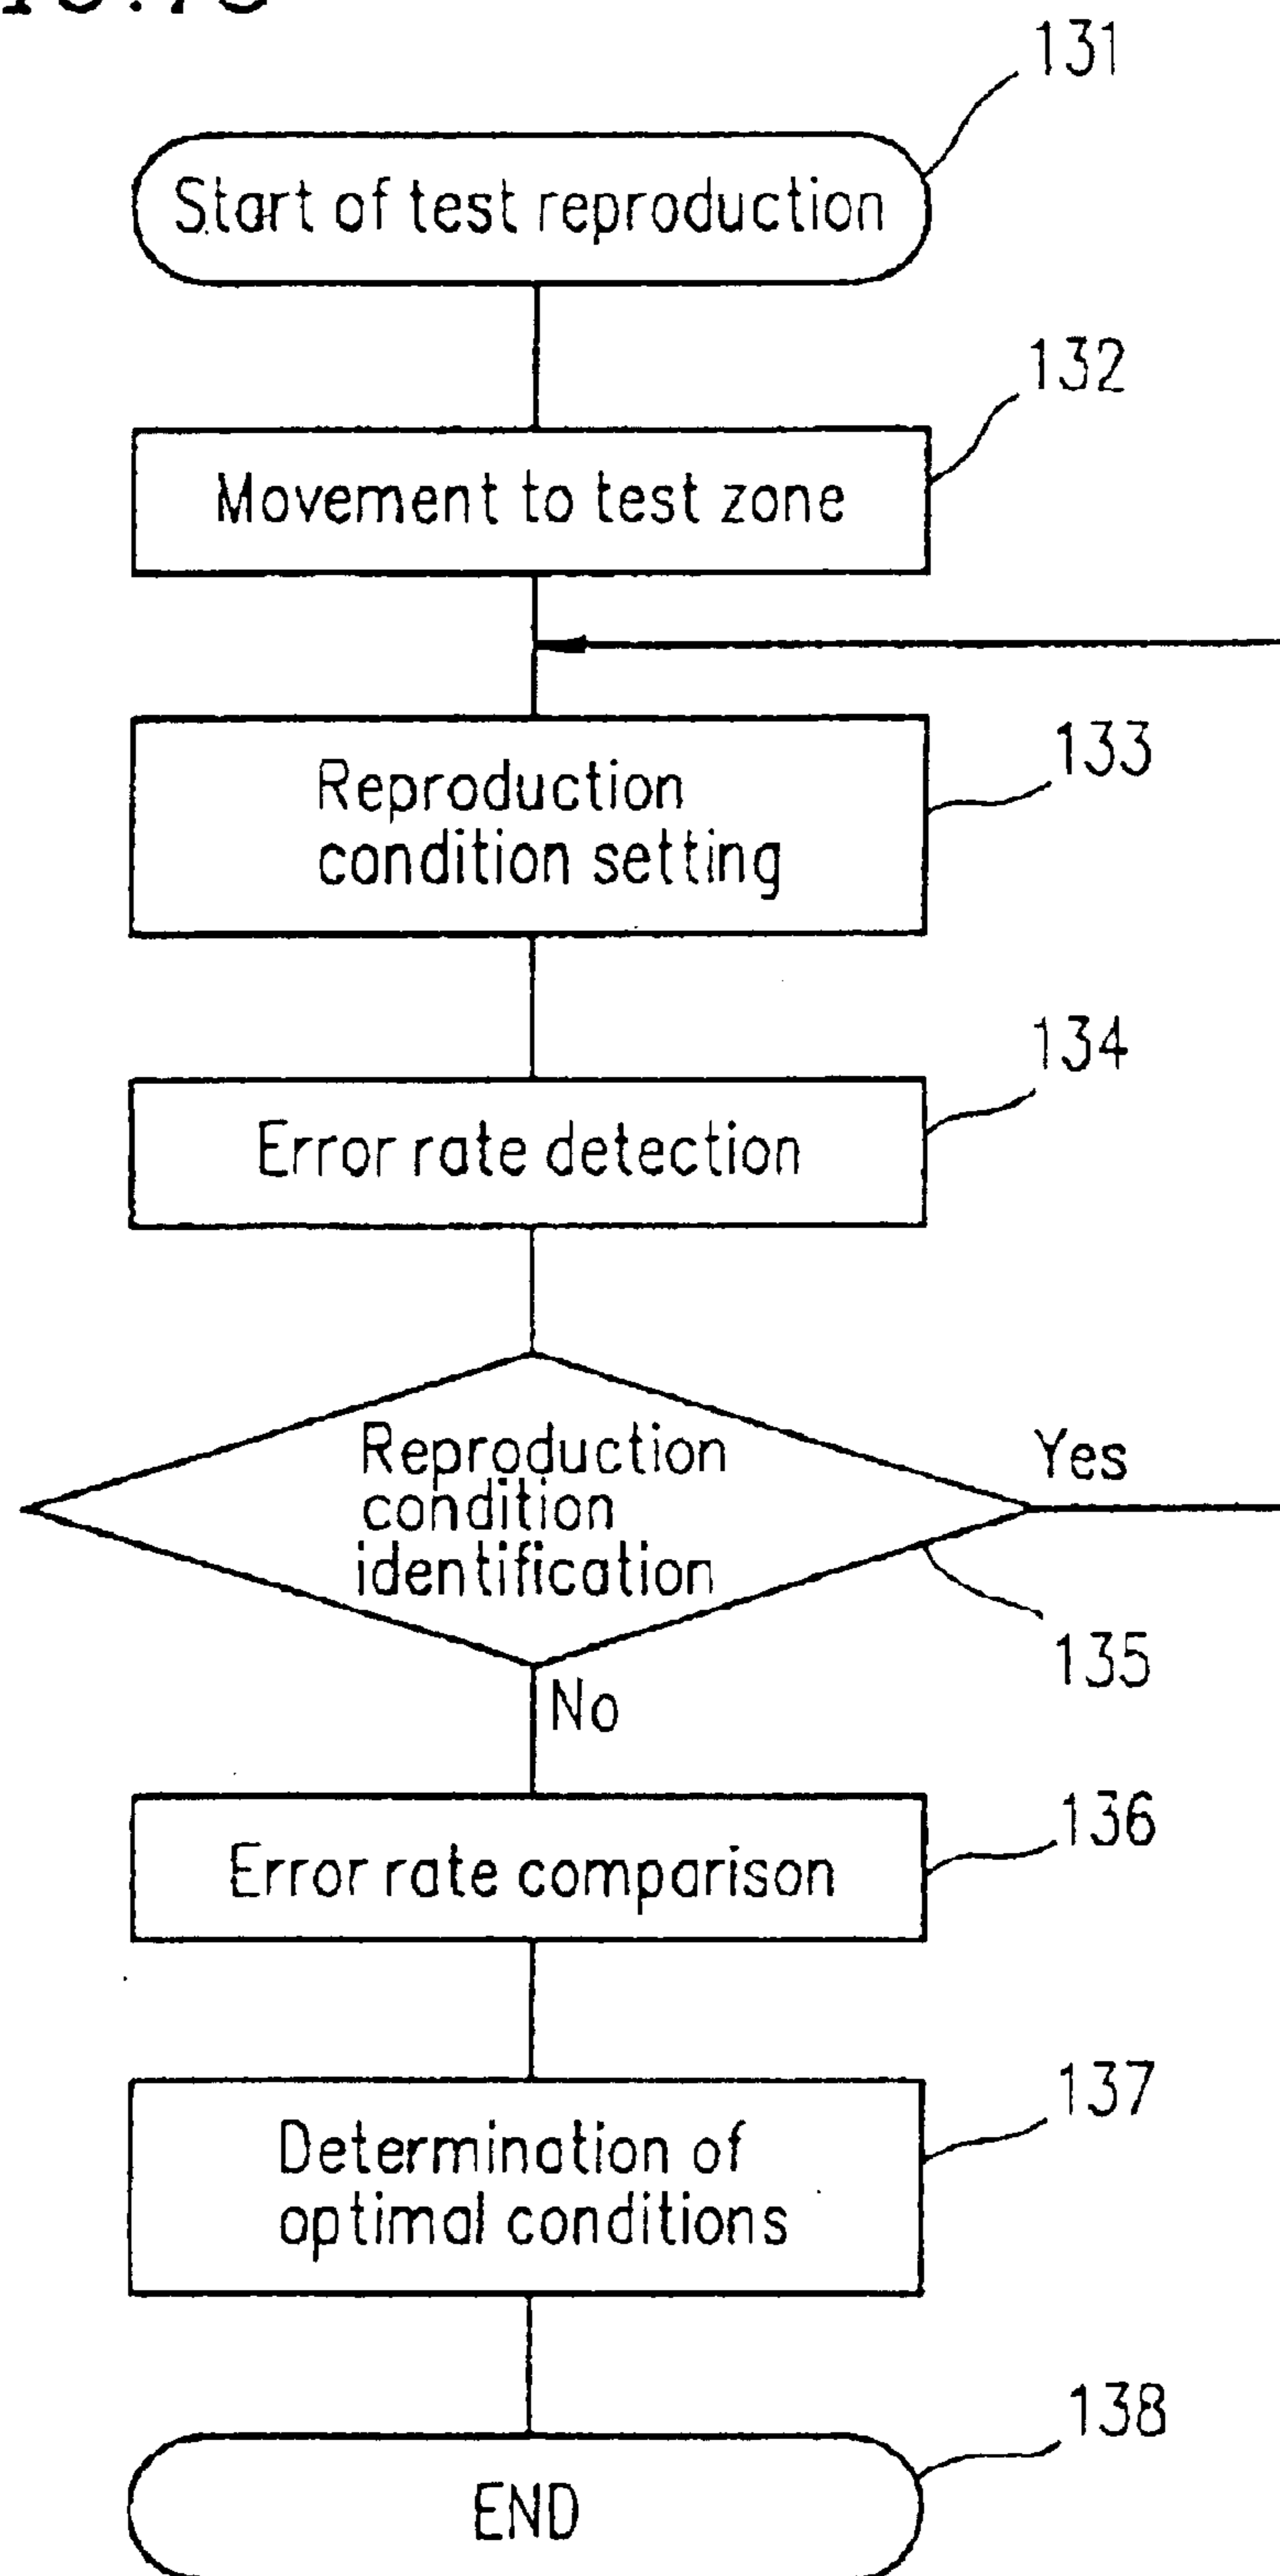 131
Start of test reproduction
132
Movement to test zone
133
Reproduction
condition setting
134
Error rate detection
Reproduction
condition
identification
Yes
135
No
136
Error rate comparison
137
Determination of
optimal conditions
138
END